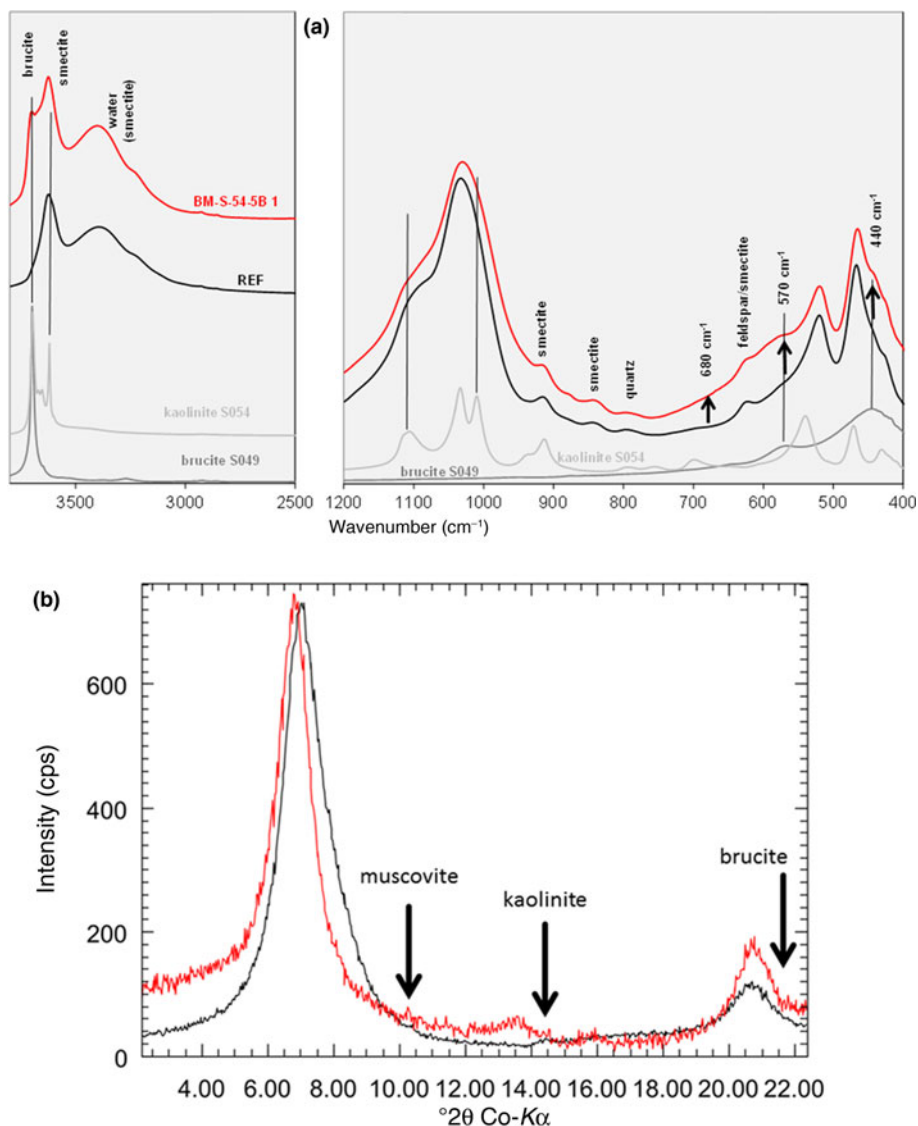 (a)
brucite
smectite
water
(smectite)
BM-S-54-5B 1
REF
kaolinite S054
brucite S049
3500
3000
2500
smectite
smectite
quartz
680 cm⁻¹
feldspar/smectite
570 cm⁻¹
440 cm⁻¹
kaolinite S054
brucite S049
1200
1100
1000
900
800
700
600
500
400
Wavenumber (cm⁻¹)
(b)
600
400
200
0
Intensity (cps)
muscovite
kaolinite
brucite
4.00
6.00
8.00
10.00
12.00
14.00
16.00
18.00
20.00
22.00
°2θ Co-Kα